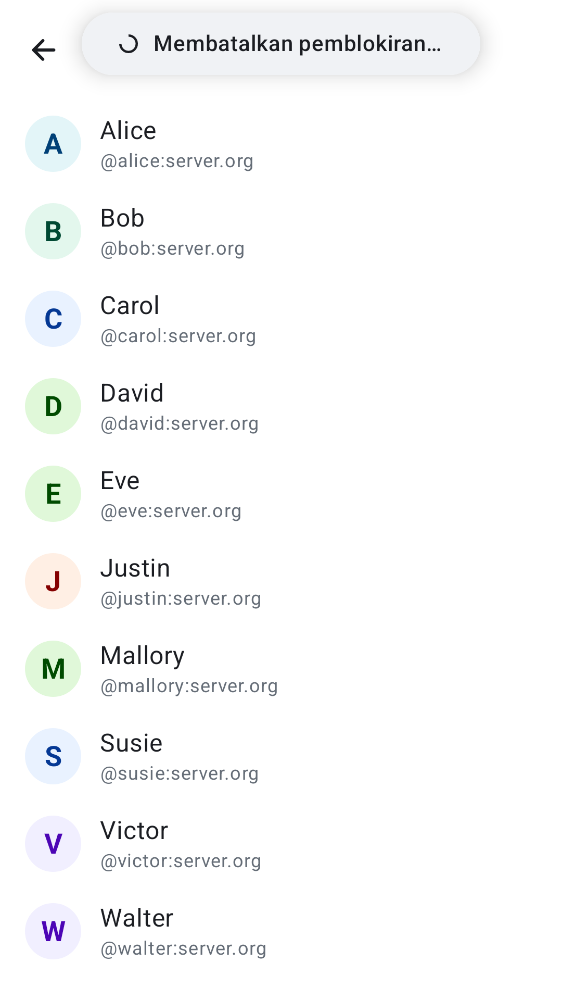 Membatalkan pemblokiran…
A
Alice
@alice:server.org
B
Bob
@bob:server.org
C
Carol
@carol:server.org
D
David
@david:server.org
E
Eve
@eve:server.org
J
Justin
@justin:server.org
M
Mallory
@mallory:server.org
S
Susie
@susie:server.org
V
Victor
@victor:server.org
W
Walter
@walter:server.org